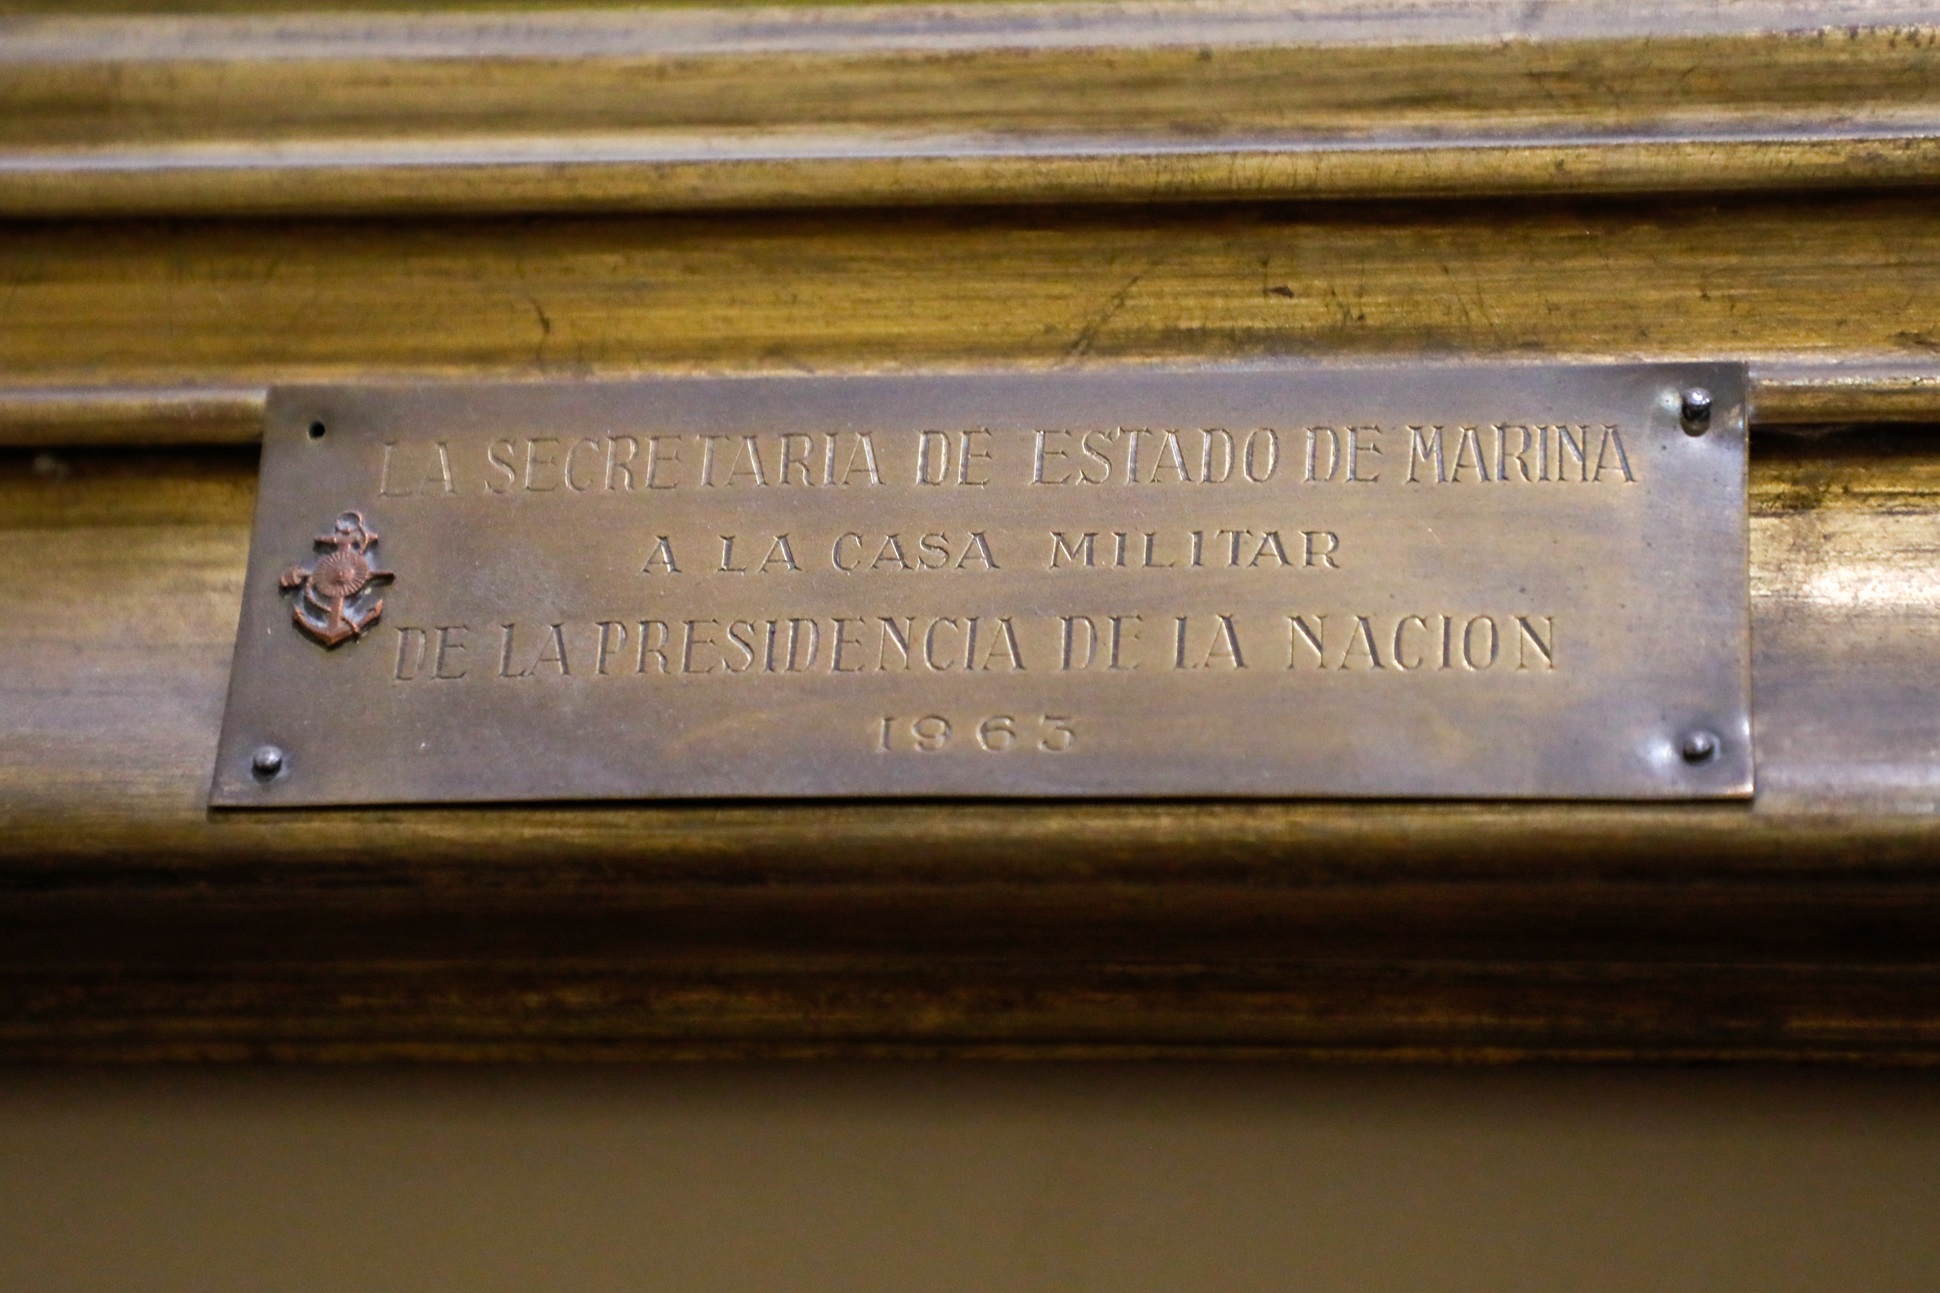 LA SECRETARIA DE ESTADO DE MARINA
A LA CASA MILITAR
DE LA PRESIDENCIA DE LA NACION
1963